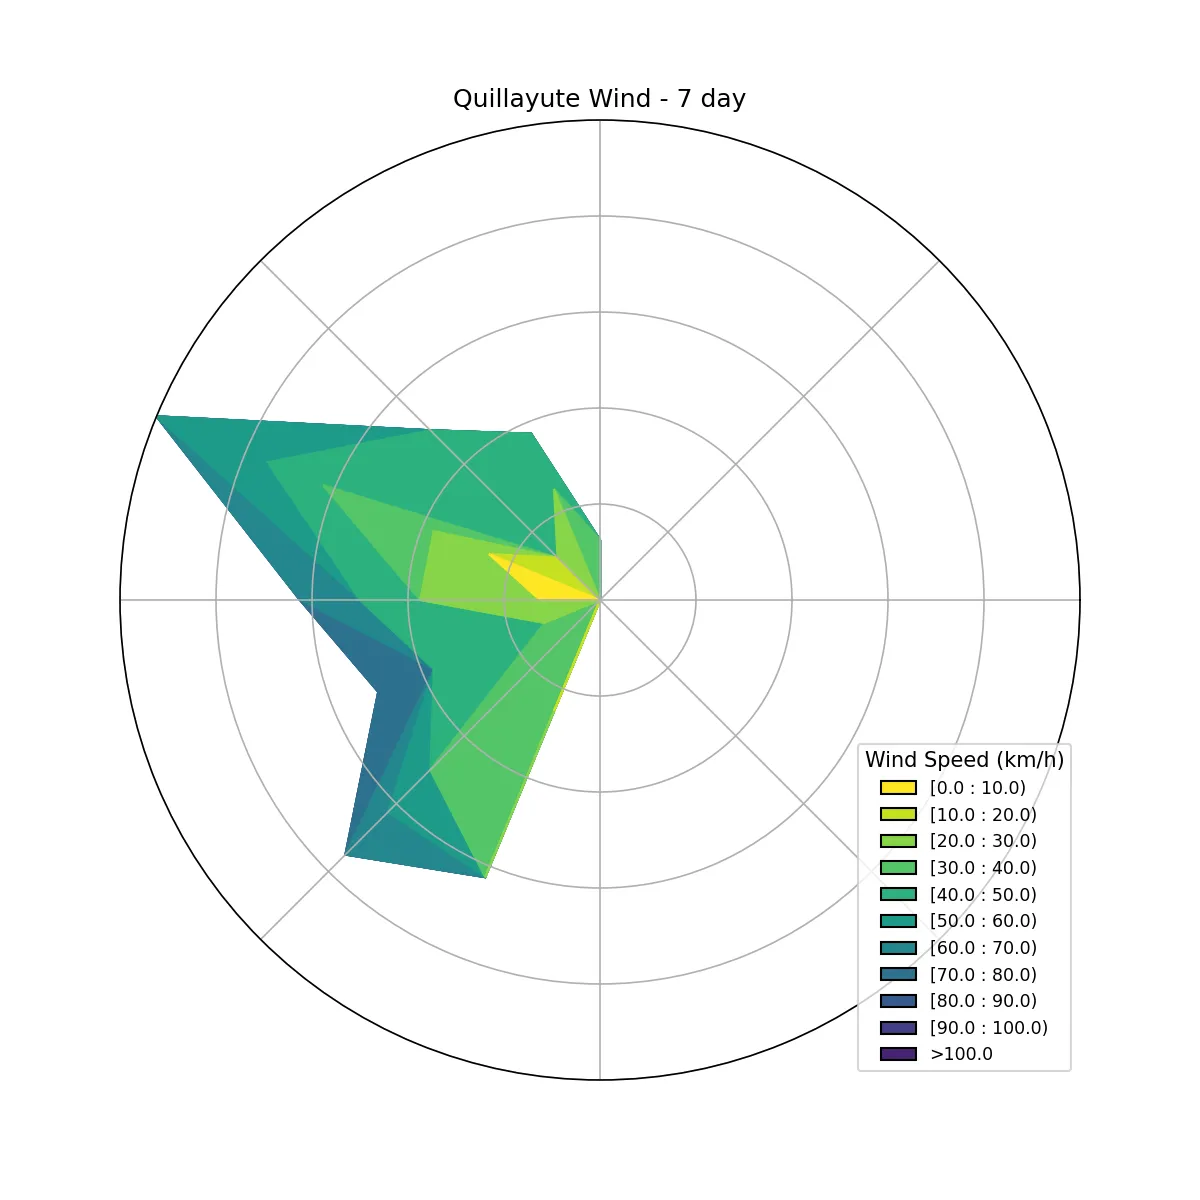 Quillayute Wind - 7 day
Wind Speed (km/h)
[0.0 : 10.0)
[10.0 : 20.0)
[20.0 : 30.0)
[30.0 : 40.0)
[40.0 : 50.0)
[50.0 : 60.0)
[60.0 : 70.0)
[70.0 : 80.0)
[80.0 : 90.0)
[90.0 : 100.0)
>100.0